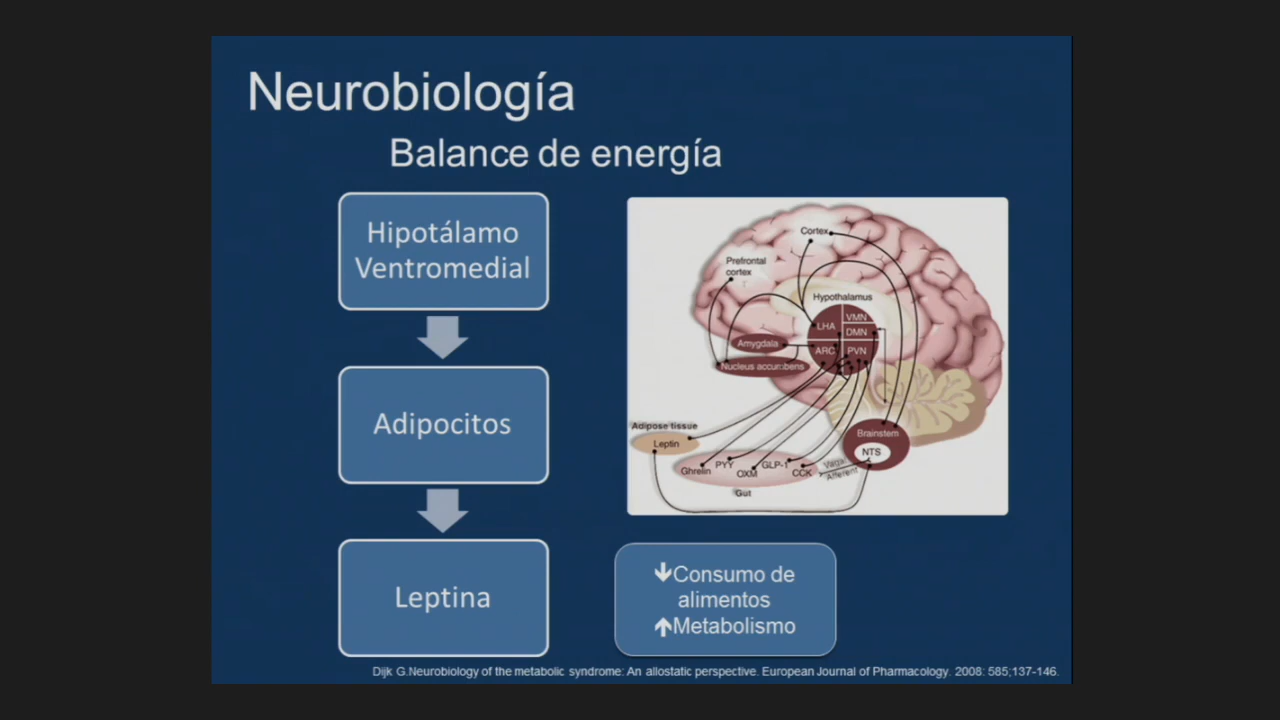 Neurobiología
Balance de energía
Hipotálamo
Ventromedial
Adipocitos
Leptina
Cortex
Prefrontal
cortex
Hypothalamus
LHA
VMN
DMN
ARC
PVN
Amygdala
Nucleus accumbens
Adipose tissue
Leptin
Ghrelin
PYY
OXM
GLP-1
CCK
Gut
Vagal
Afferent
Brainstem
NTS
↓Consumo de
alimentos
↑Metabolismo
Dijk G.Neurobiology of the metabolic syndrome: An allostatic perspective. European Journal of Pharmacology. 2008: 585;137-146.